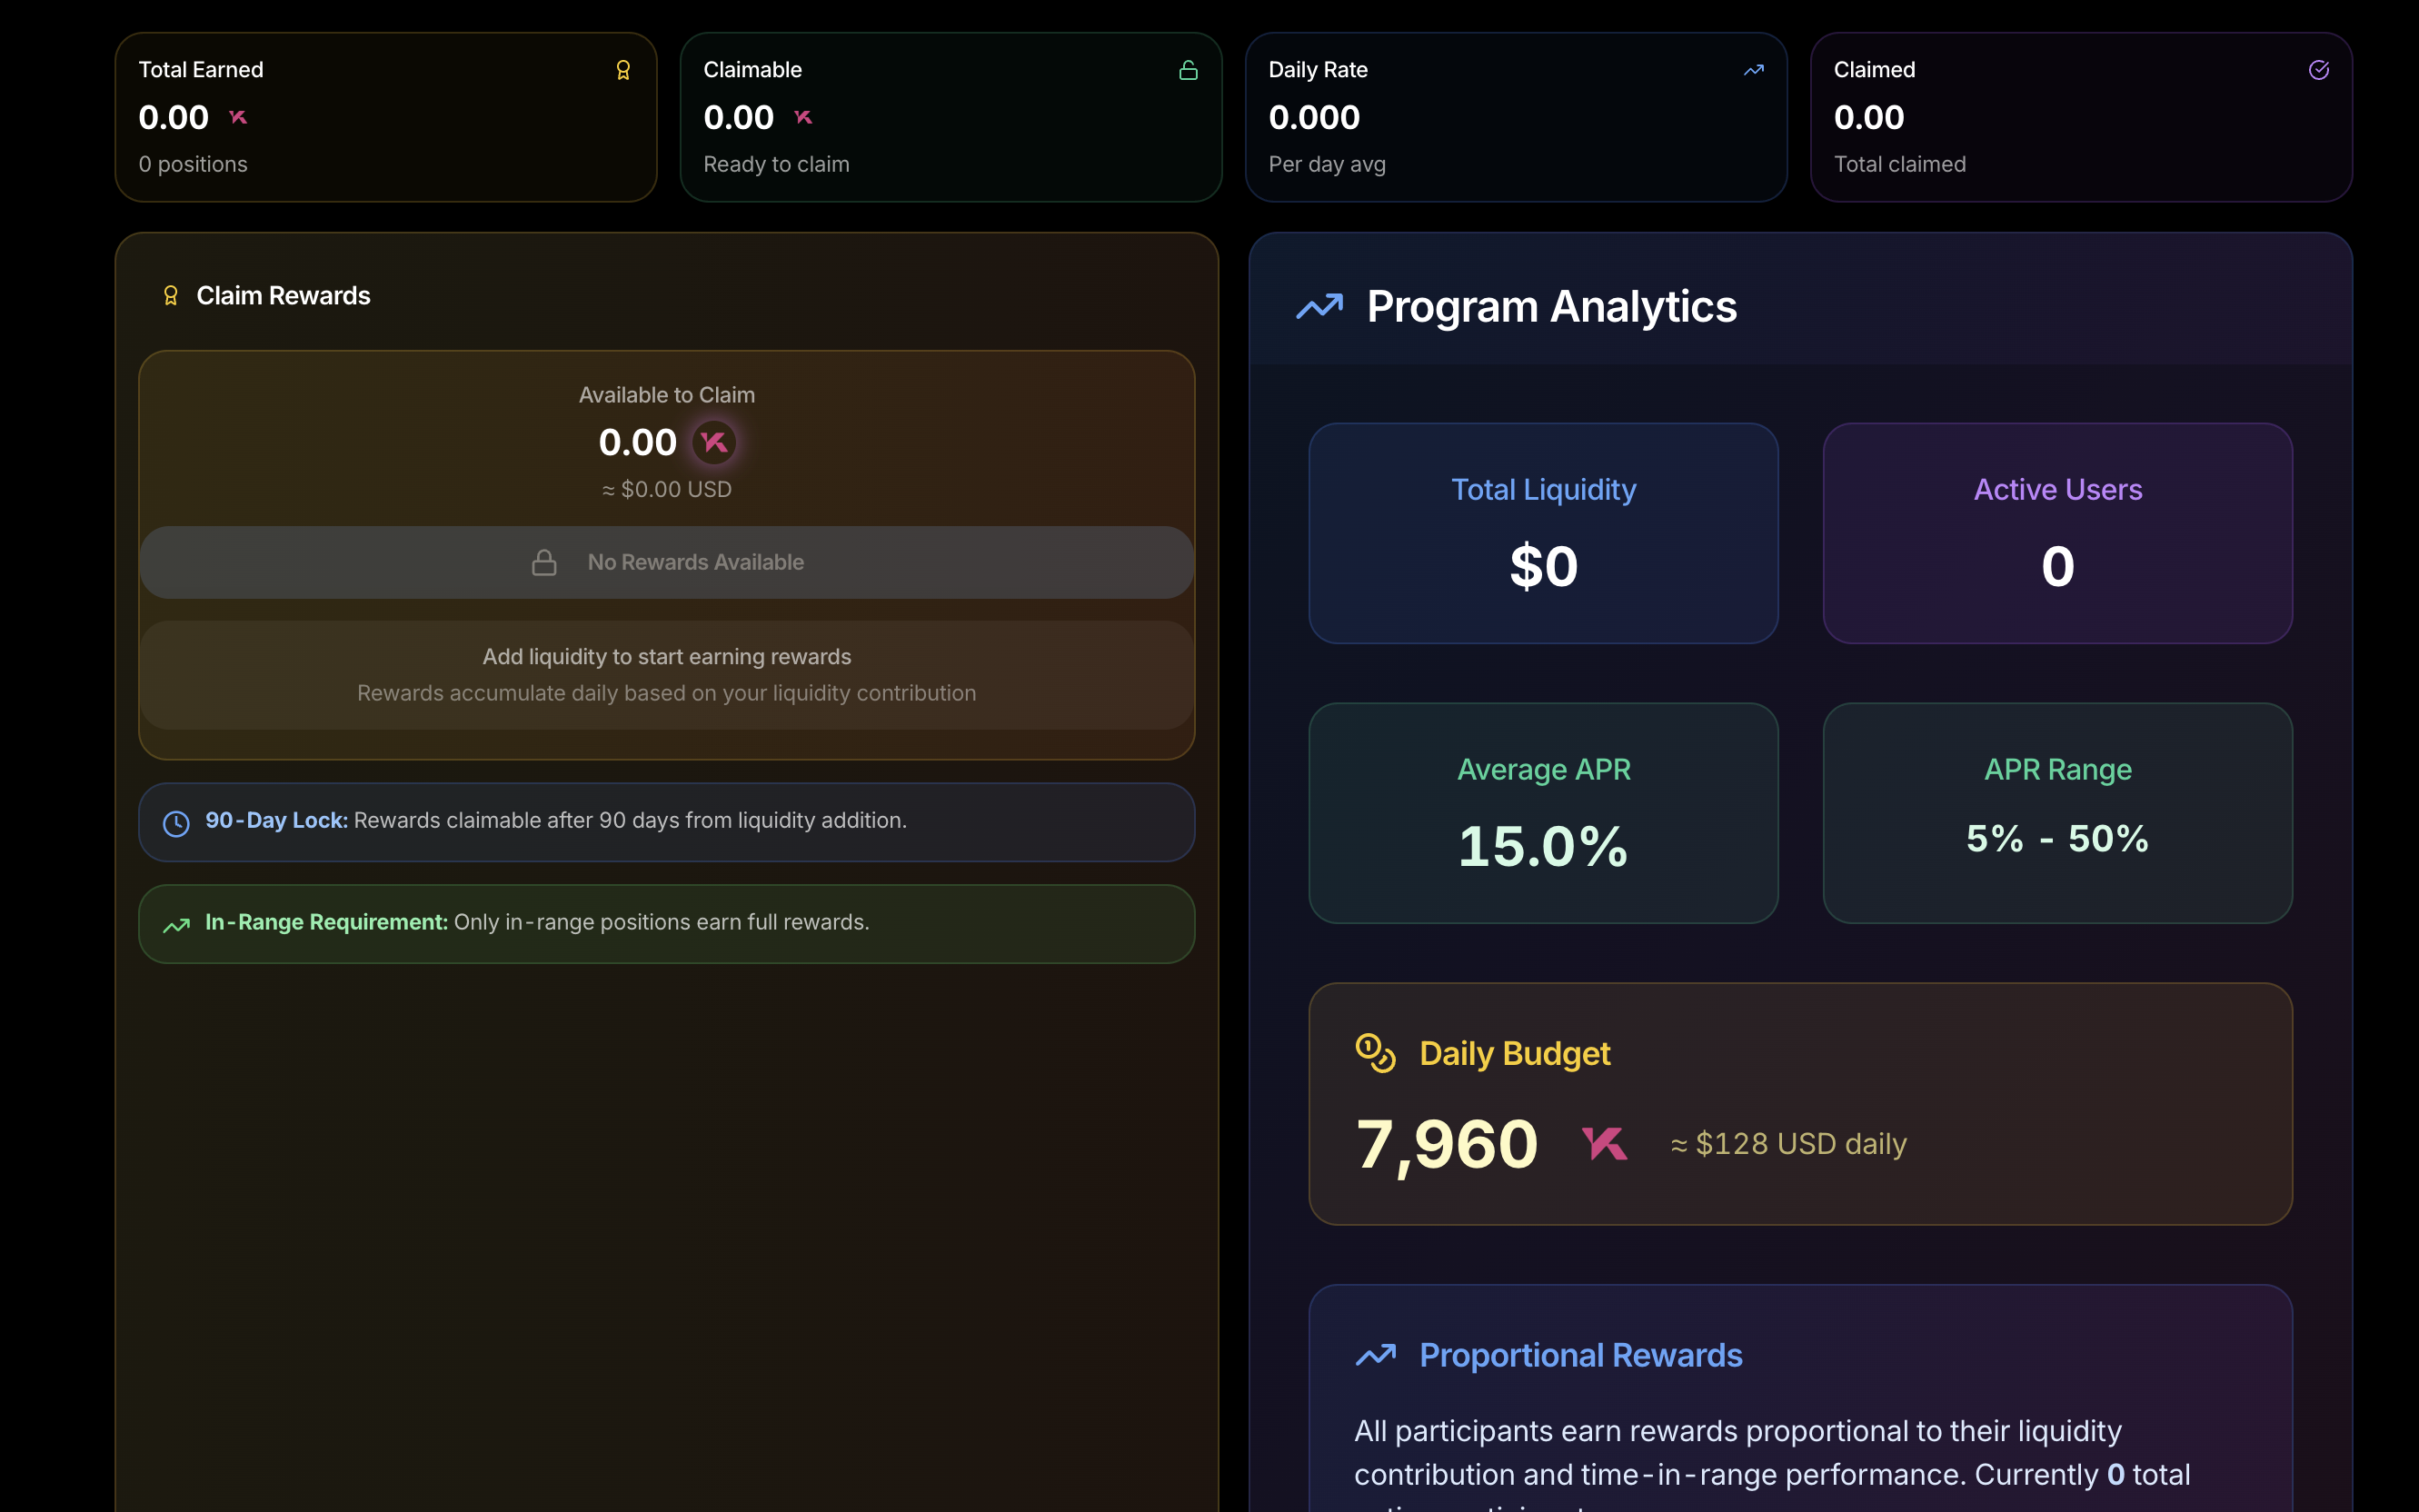 Total Earned
0.00
0 positions
Claimable
0.00
Ready to claim
Daily Rate
0.000
Per day avg
Claimed
0.00
Total claimed
Claim Rewards
Available to Claim
0.00
≈ $0.00 USD
No Rewards Available
Add liquidity to start earning rewards
Rewards accumulate daily based on your liquidity contribution
90-Day Lock: Rewards claimable after 90 days from liquidity addition.
In-Range Requirement: Only in-range positions earn full rewards.
Program Analytics
Total Liquidity
$0
Active Users
0
Average APR
15.0%
APR Range
5% - 50%
Daily Budget
7,960 ≈ $128 USD daily
Proportional Rewards
All participants earn rewards proportional to their liquidity
contribution and time-in-range performance. Currently 0 total